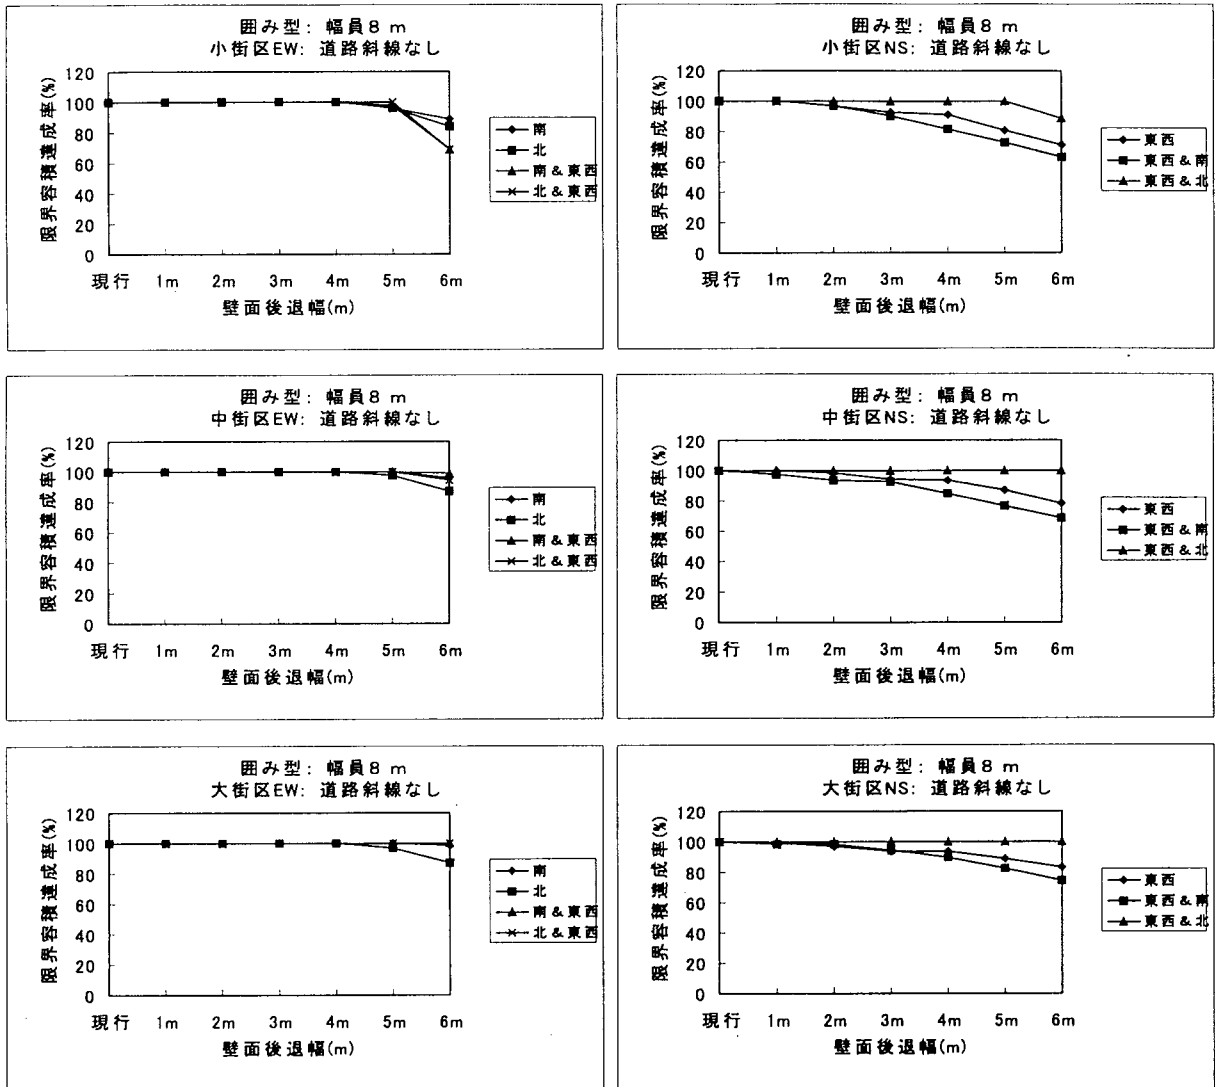 囲み型: 幅員8 m
小街区EW: 道路斜線なし
限界容積達成率(%)
120
100
80
60
40
20
0
現行 1m 2m 3m 4m 5m 6m
壁面後退幅(m)
南
北
南&東西
北&東西
囲み型: 幅員8 m
小街区NS: 道路斜線なし
限界容積達成率(%)
120
100
80
60
40
20
0
現行 1m 2m 3m 4m 5m 6m
壁面後退幅(m)
東西
東西&南
東西&北
囲み型: 幅員8 m
中街区EW: 道路斜線なし
限界容積達成率(%)
120
100
80
60
40
20
0
現行 1m 2m 3m 4m 5m 6m
壁面後退幅(m)
南
北
南&東西
北&東西
囲み型: 幅員8 m
中街区NS: 道路斜線なし
限界容積達成率(%)
120
100
80
60
40
20
0
現行 1m 2m 3m 4m 5m 6m
壁面後退幅(m)
東西
東西&南
東西&北
囲み型: 幅員8 m
大街区EW: 道路斜線なし
限界容積達成率(%)
120
100
80
60
40
20
0
現行 1m 2m 3m 4m 5m 6m
壁面後退幅(m)
南
北
南&東西
北&東西
囲み型: 幅員8 m
大街区NS: 道路斜線なし
限界容積達成率(%)
120
100
80
60
40
20
0
現行 1m 2m 3m 4m 5m 6m
壁面後退幅(m)
東西
東西&南
東西&北